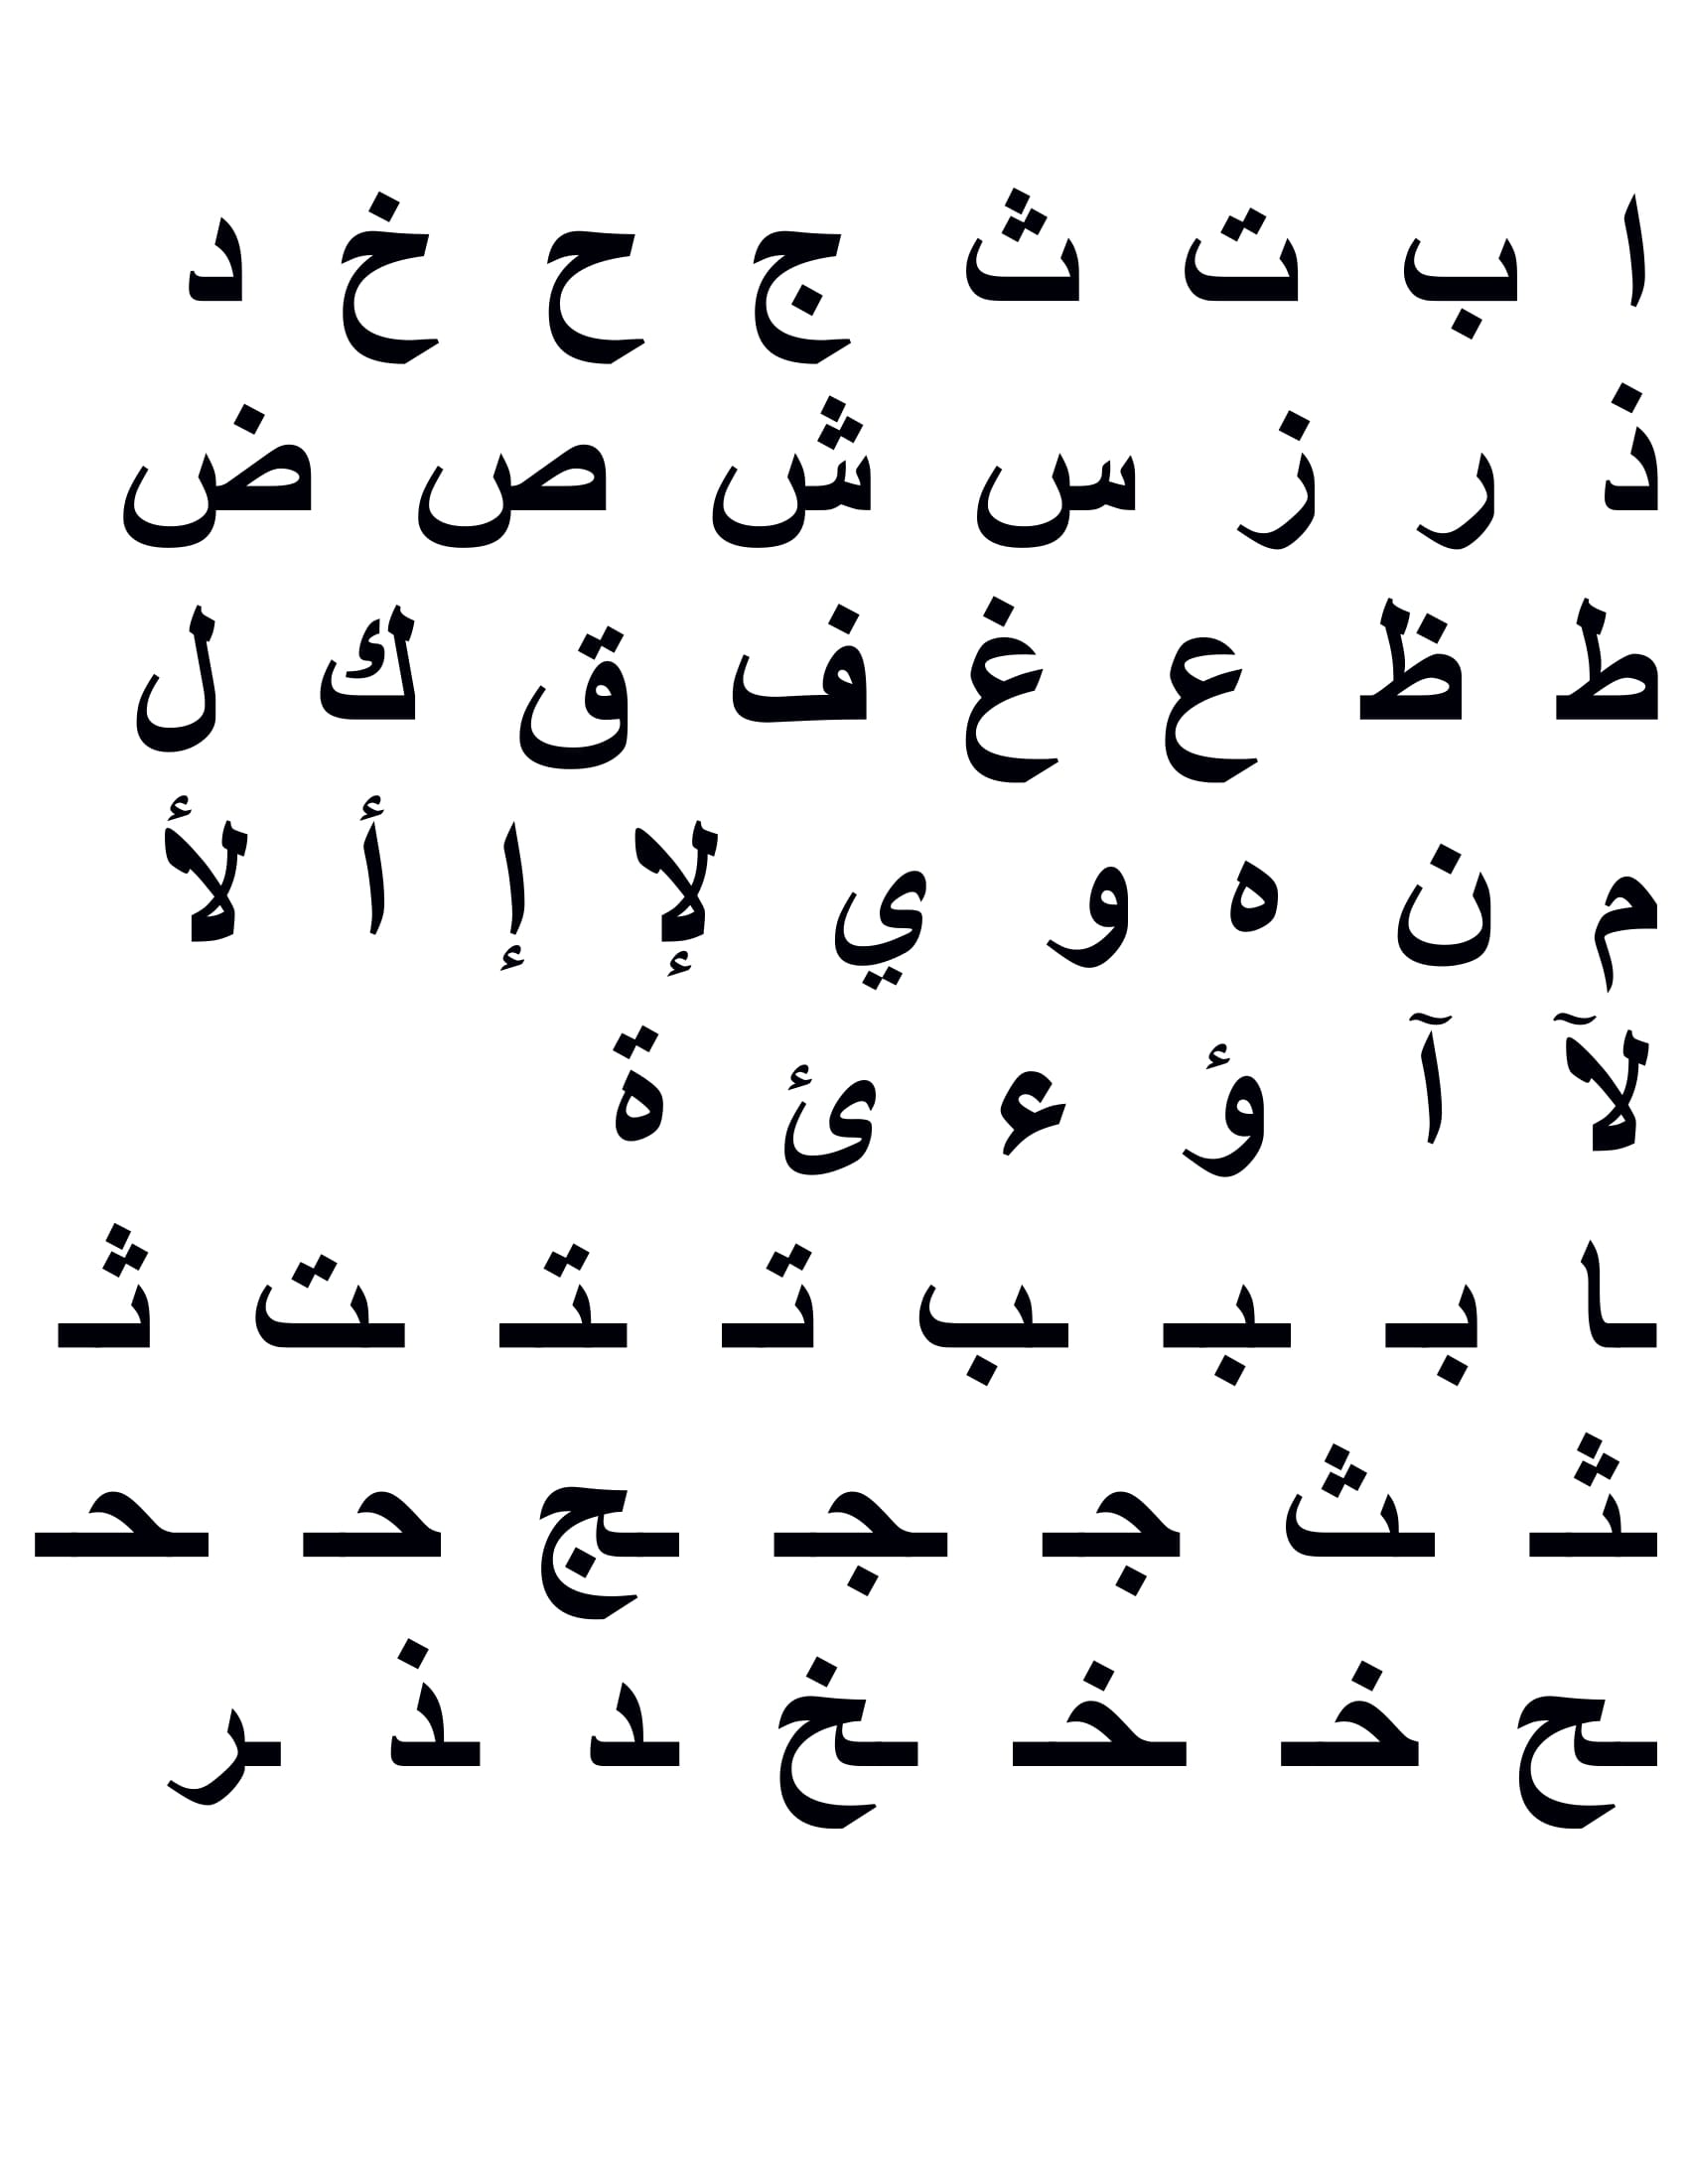 ا ب ت ث ج ح خ د
ذ ر ز س ش ص ض
ط ظ ع غ ف ق ك ل
م ن ه و ي لإ إ أ لأ
لآ آ ؤ ء ئ ة
ـا بـ ـبـ ـب تـ ـتـ ـت ثـ
ـثـ ـث جـ ـجـ ـج حـ ـحـ
ـح خـ ـخـ ـخ ـد ـذ ـر